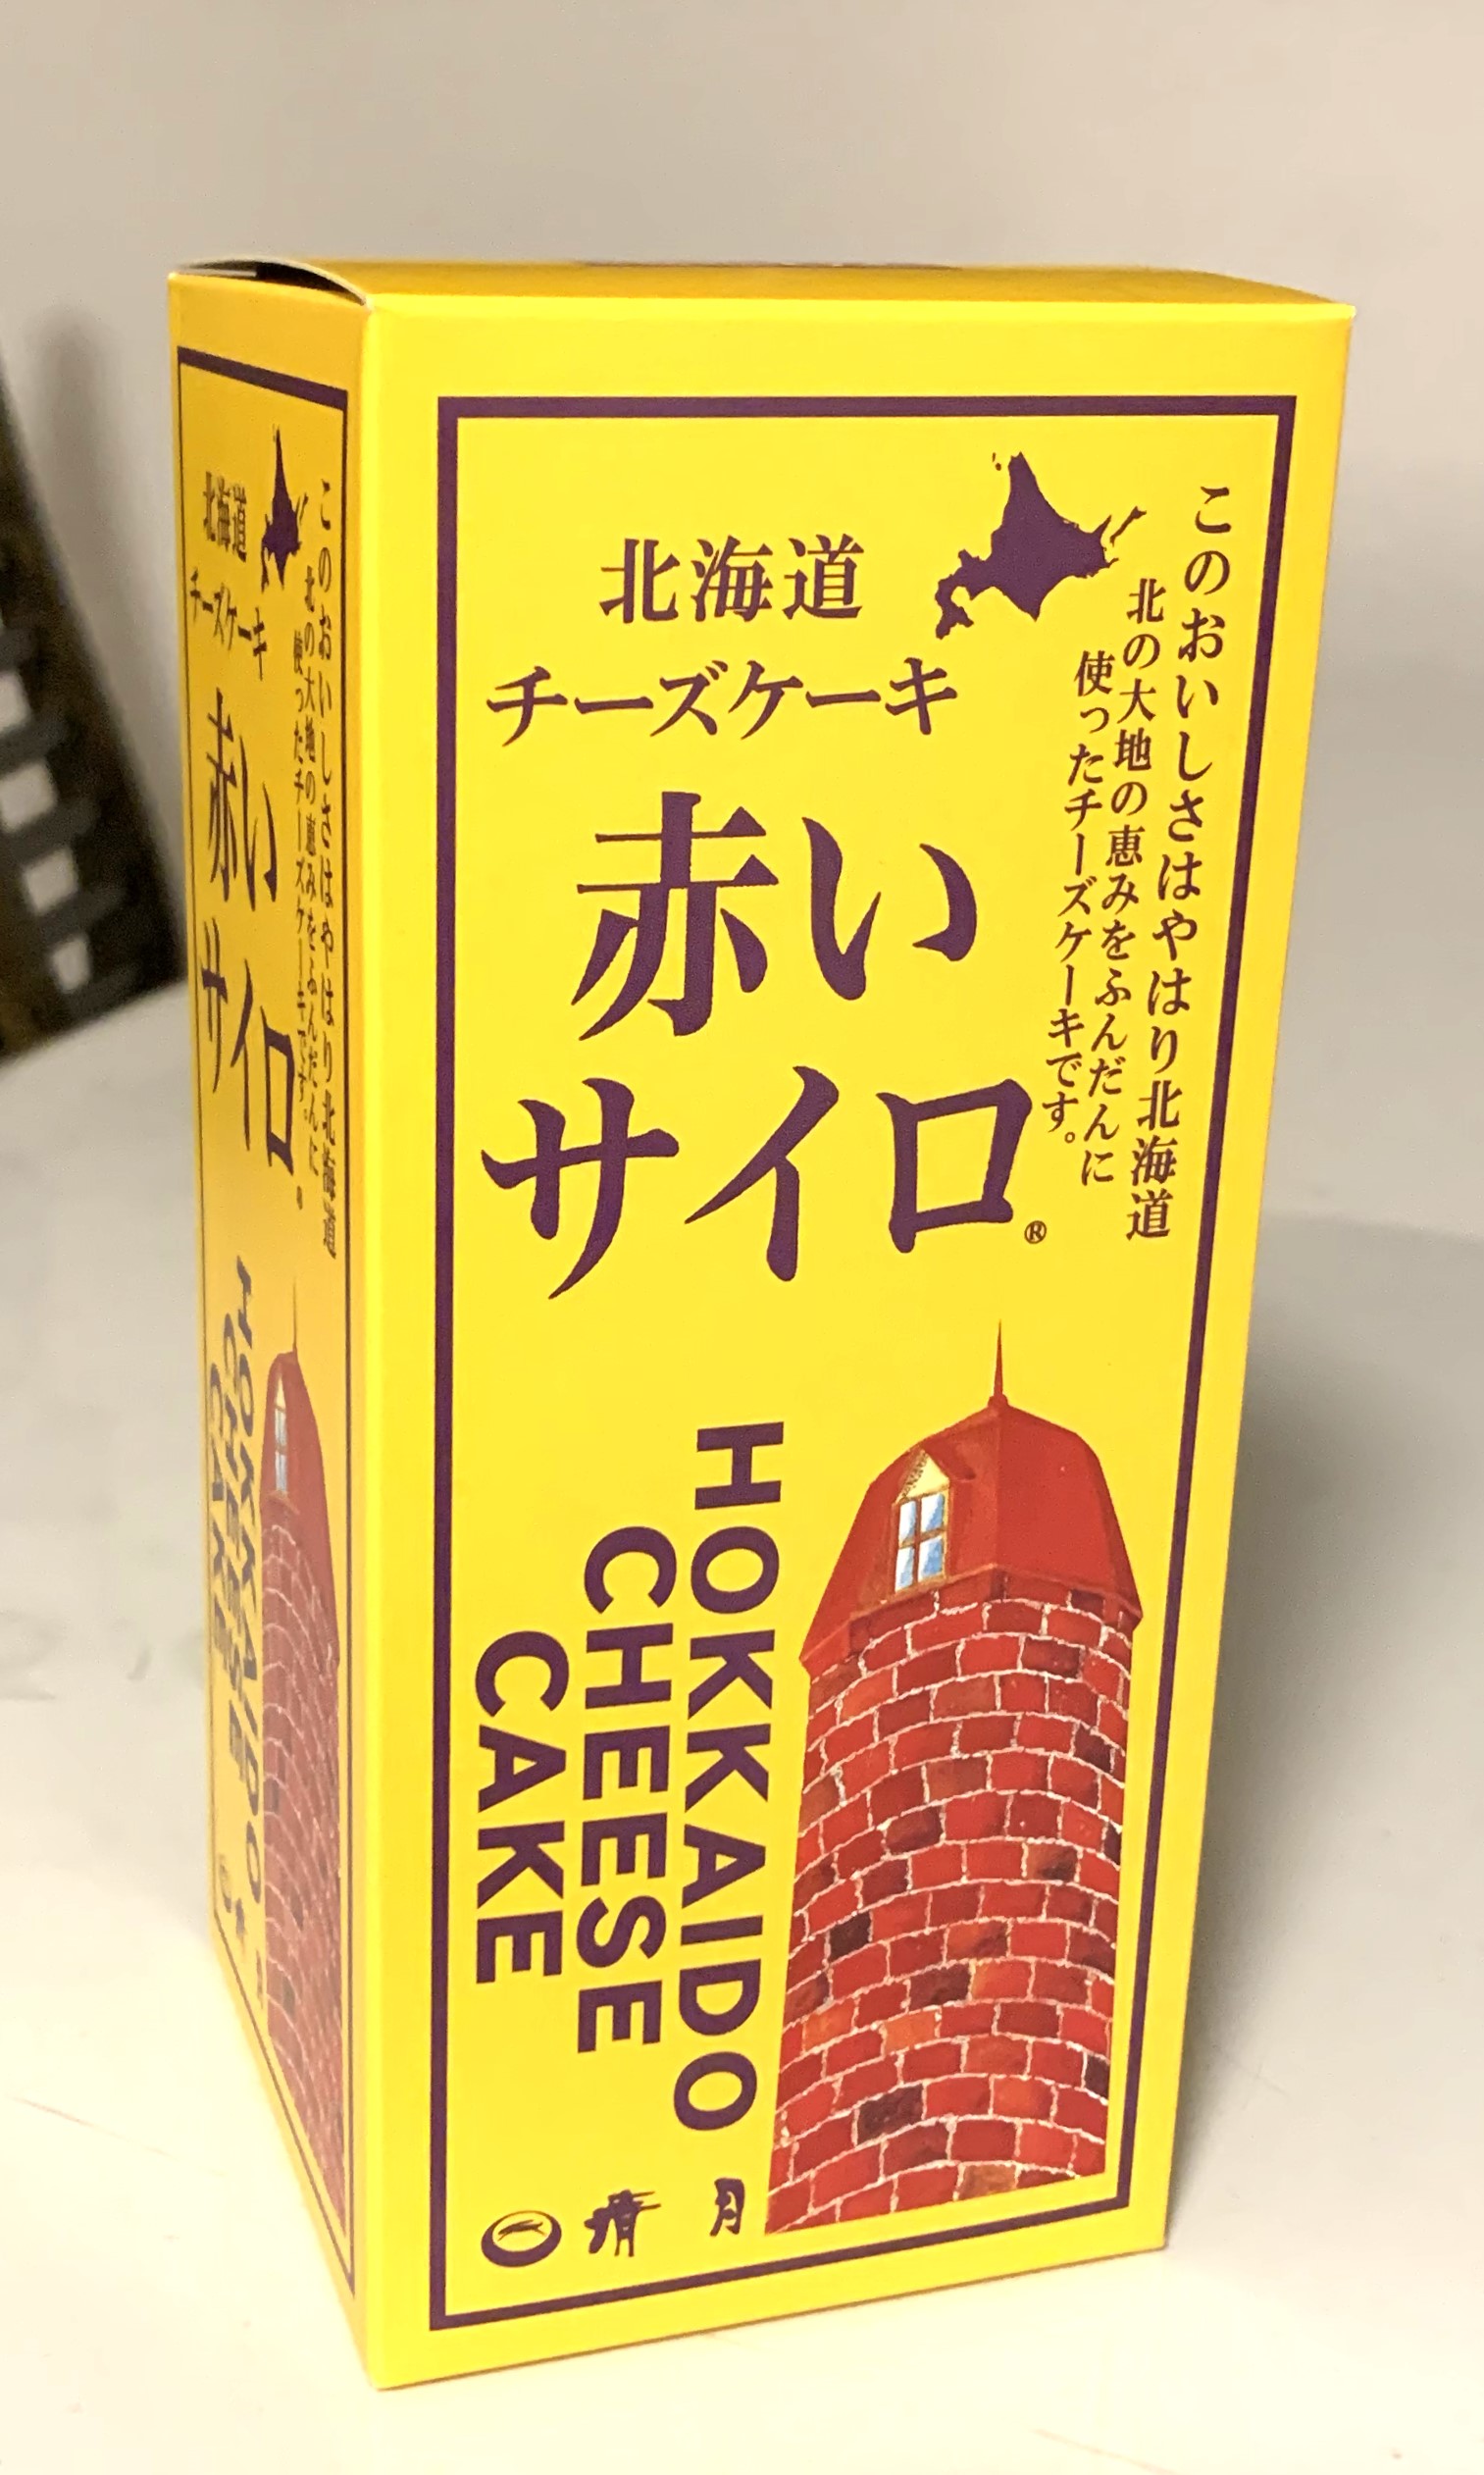 北海道
チーズケーキ
赤い
サイロ®
このおいしさはやはり北海道
北の大地の恵みをふんだんに
使ったチーズケーキです。
HOKKAIDO
CHEESE
CAKE
清月
北海道
チーズケーキ
赤い
サイロ
このおいしさはやはり北海道
北の大地の恵みをふんだんに
使ったチーズケーキです。
HOKKAIDO
CHEESE
CAKE